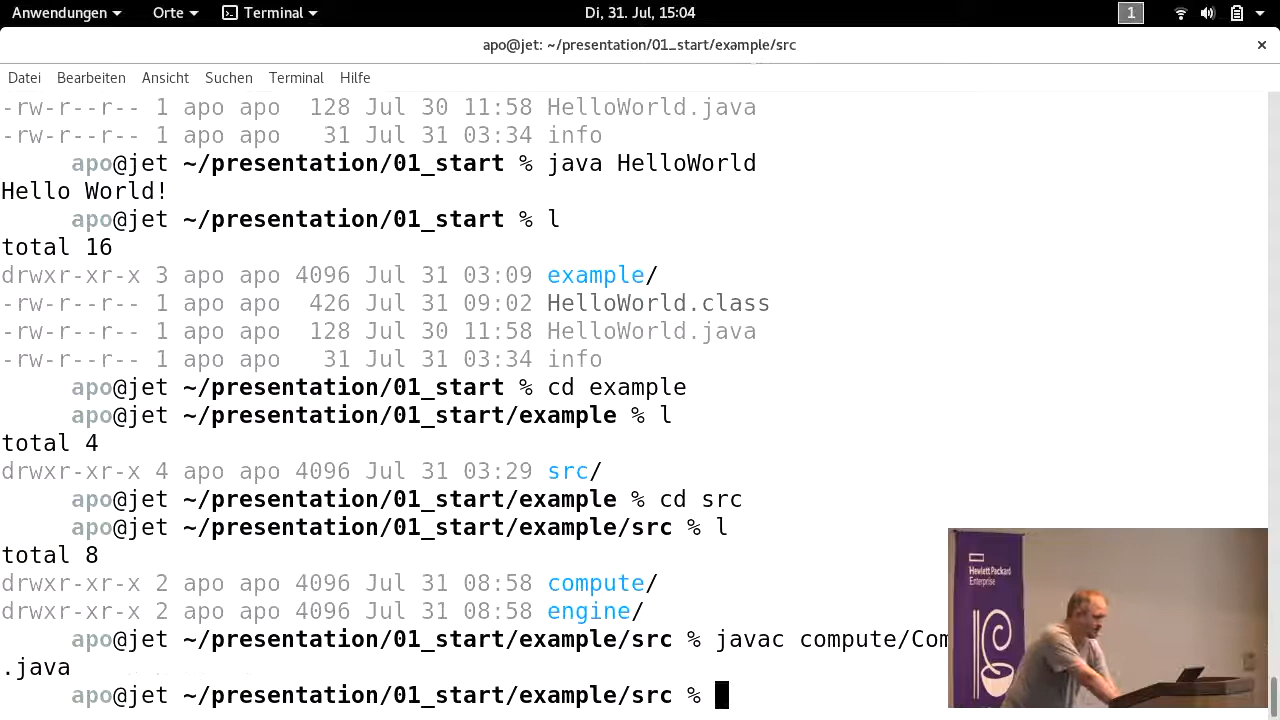 Anwendungen Orte Terminal Di, 31. Jul, 15:04 1
apo@jet: ~/presentation/01_start/example/src
Datei Bearbeiten Ansicht Suchen Terminal Hilfe
-rw-r--r-- 1 apo apo 128 Jul 30 11:58 HelloWorld.java
-rw-r--r-- 1 apo apo 31 Jul 31 03:34 info
apo@jet ~/presentation/01_start % java HelloWorld
Hello World!
apo@jet ~/presentation/01_start % l
total 16
drwxr-xr-x 3 apo apo 4096 Jul 31 03:09 example/
-rw-r--r-- 1 apo apo 426 Jul 31 09:02 HelloWorld.class
-rw-r--r-- 1 apo apo 128 Jul 30 11:58 HelloWorld.java
-rw-r--r-- 1 apo apo 31 Jul 31 03:34 info
apo@jet ~/presentation/01_start % cd example
apo@jet ~/presentation/01_start/example % l
total 4
drwxr-xr-x 4 apo apo 4096 Jul 31 03:29 src/
apo@jet ~/presentation/01_start/example % cd src
apo@jet ~/presentation/01_start/example/src % l
total 8
drwxr-xr-x 2 apo apo 4096 Jul 31 08:58 compute/
drwxr-xr-x 2 apo apo 4096 Jul 31 08:58 engine/
apo@jet ~/presentation/01_start/example/src % javac compute/
.java
apo@jet ~/presentation/01_start/example/src %
Hewlett Packard
Enterprise